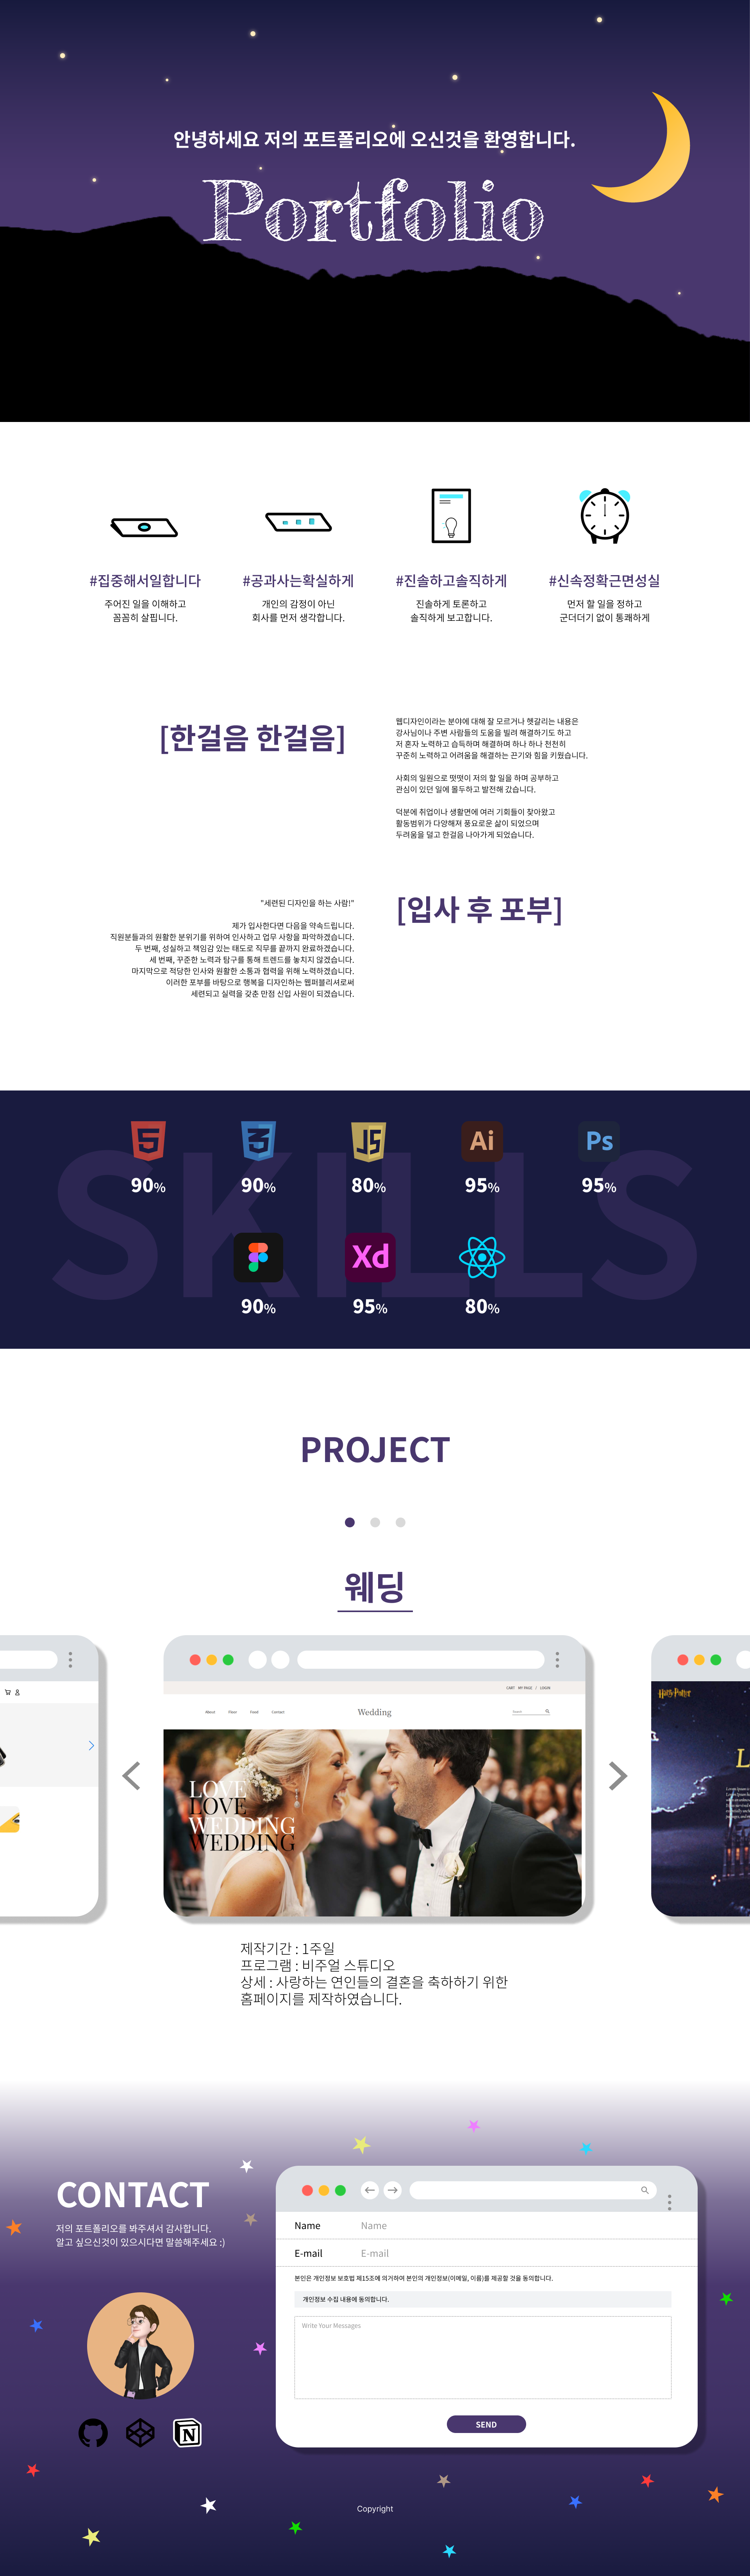 안녕하세요 저의 포트폴리오에 오신것을 환영합니다.
Portfolio
#집중해서일합니다
주어진 일을 이해하고
꼼꼼히 살핍니다.
#공과사는확실하게
개인의 감정이 아닌
회사를 먼저 생각합니다.
#진솔하고솔직하게
진솔하게 토론하고
솔직하게 보고합니다.
#신속정확근면성실
먼저 할 일을 정하고
군더더기 없이 통쾌하게
[한걸음 한걸음]
웹디자인이라는 분야에 대해 잘 모르거나 헷갈리는 내용은
강사님이나 주변 사람들의 도움을 빌려 해결하기도 하고
저 혼자 노력하고 습득하며 해결하며 하나 하나 천천히
꾸준히 노력하고 어려움을 해결하는 끈기와 힘을 키웠습니다.
사회의 일원으로 떳떳이 저의 할 일을 하며 공부하고
관심이 있던 일에 몰두하고 발전해 갔습니다.
덕분에 취업이나 생활면에 여러 기회들이 찾아왔고
활동범위가 다양해져 풍요로운 삶이 되었으며
두려움을 덜고 한걸음 나아가게 되었습니다.
[입사 후 포부]
"세련된 디자인을 하는 사람!"
제가 입사한다면 다음을 약속드립니다.
직원분들과의 원활한 분위기를 위하여 인사하고 업무 사항을 파악하겠습니다.
두 번째, 성실하고 책임감 있는 태도로 직무를 끝까지 완료하겠습니다.
세 번째, 꾸준한 노력과 탐구를 통해 트렌드를 놓치지 않겠습니다.
마지막으로 적당한 인사와 원활한 소통과 협력을 위해 노력하겠습니다.
이러한 포부를 바탕으로 행복을 디자인하는 웹퍼블리셔로써
세련되고 실력을 갖춘 만점 신입 사원이 되겠습니다.
SKILLS
5
3
JS
Ai
Ps
90%
90%
80%
95%
95%
Xd
90%
95%
80%
PROJECT
웨딩
CART MY PAGE / LOGIN
About Floor Food Contact
Wedding
Search
LOVE
LOVE
WEDDING
WEDDING
Harry Potter
L
제작기간 : 1주일
프로그램 : 비주얼 스튜디오
상세 : 사랑하는 연인들의 결혼을 축하하기 위한
홈페이지를 제작하였습니다.
CONTACT
저의 포트폴리오를 봐주셔서 감사합니다.
알고 싶으신것이 있으시다면 말씀해주세요 :)
N
Name Name
E-mail E-mail
본인은 개인정보 보호법 제15조에 의거하여 본인의 개인정보(이메일, 이름)를 제공할 것을 동의합니다.
개인정보 수집 내용에 동의합니다.
Write Your Messages
SEND
Copyright